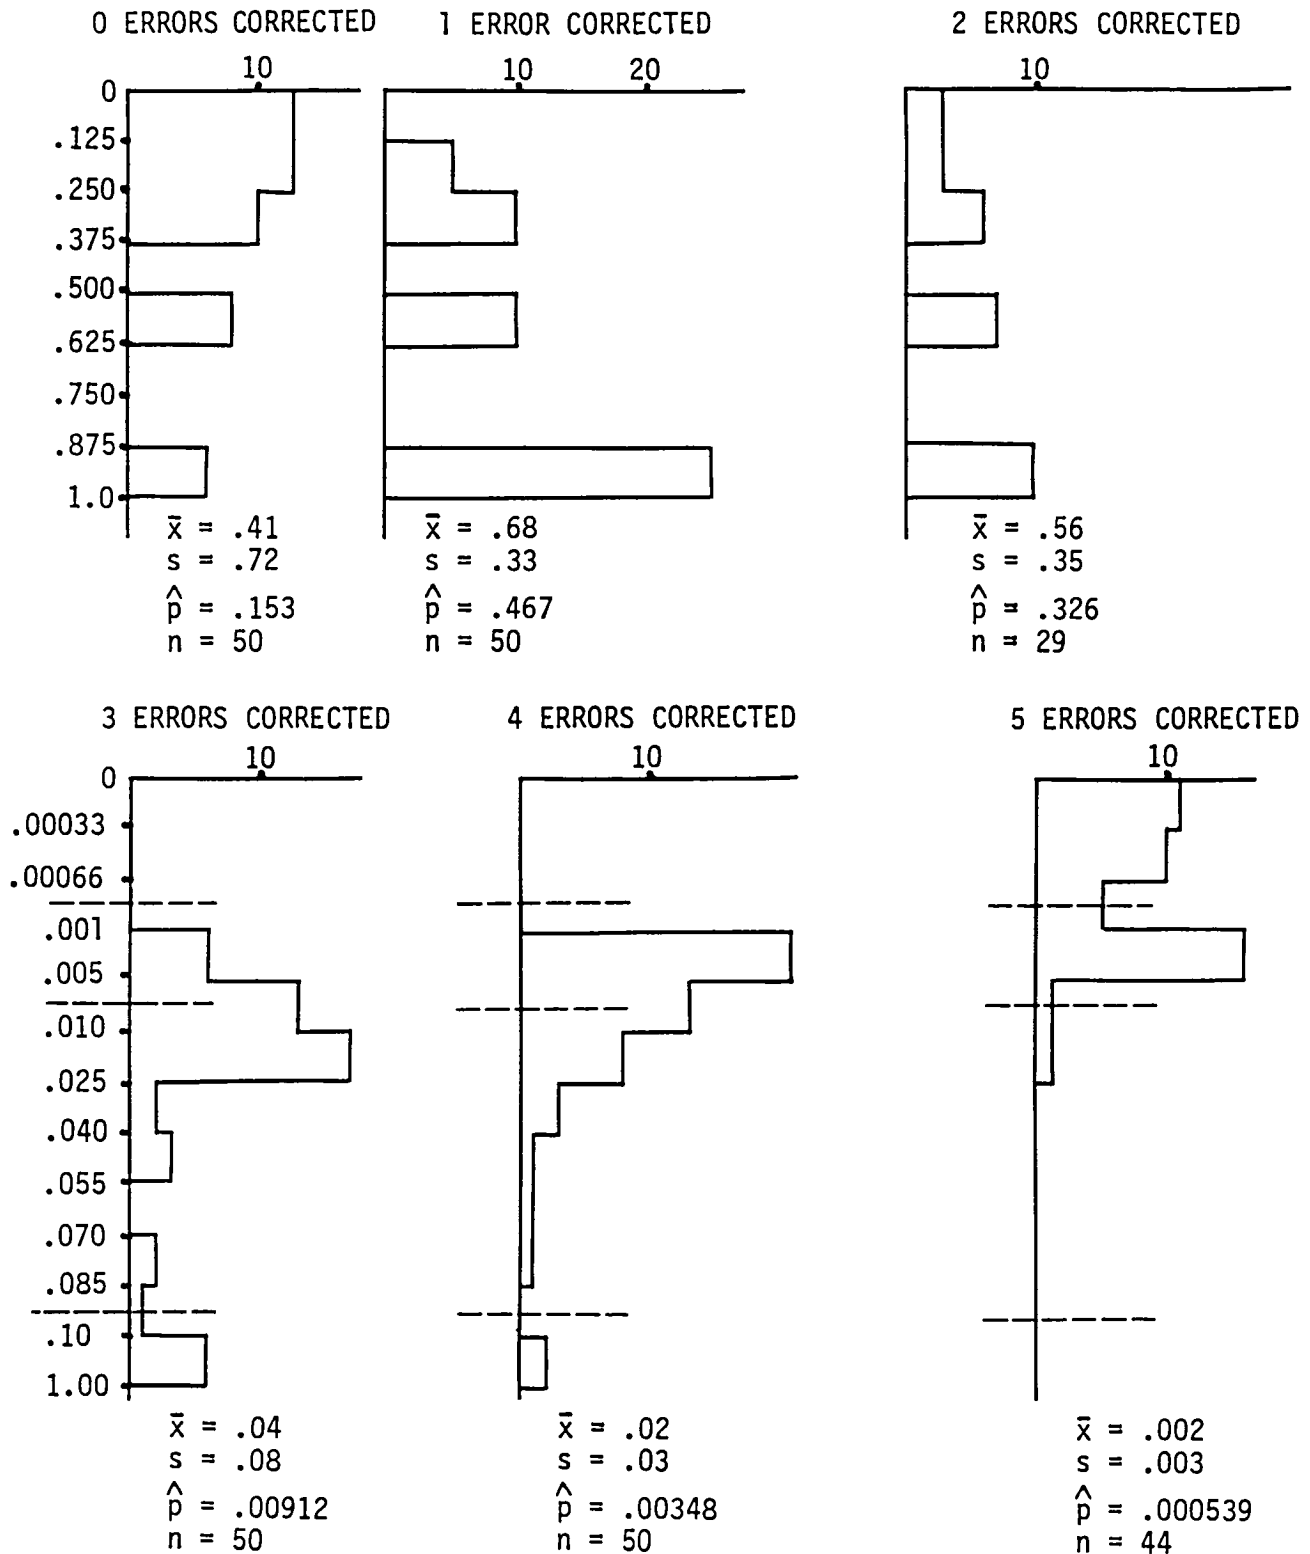 0 ERRORS CORRECTED
1 ERROR CORRECTED
2 ERRORS CORRECTED
10
10
20
10
0
.125
.250
.375
.500
.625
.750
.875
1.0
x̄ = .41
s = .72
p̂ = .153
n = 50
x̄ = .68
s = .33
p̂ = .467
n = 50
x̄ = .56
s = .35
p̂ = .326
n = 29
3 ERRORS CORRECTED
4 ERRORS CORRECTED
5 ERRORS CORRECTED
10
10
10
0
.00033
.00066
.001
.005
.010
.025
.040
.055
.070
.085
.10
1.00
x̄ = .04
s = .08
p̂ = .00912
n = 50
x̄ = .02
s = .03
p̂ = .00348
n = 50
x̄ = .002
s = .003
p̂ = .000539
n = 44